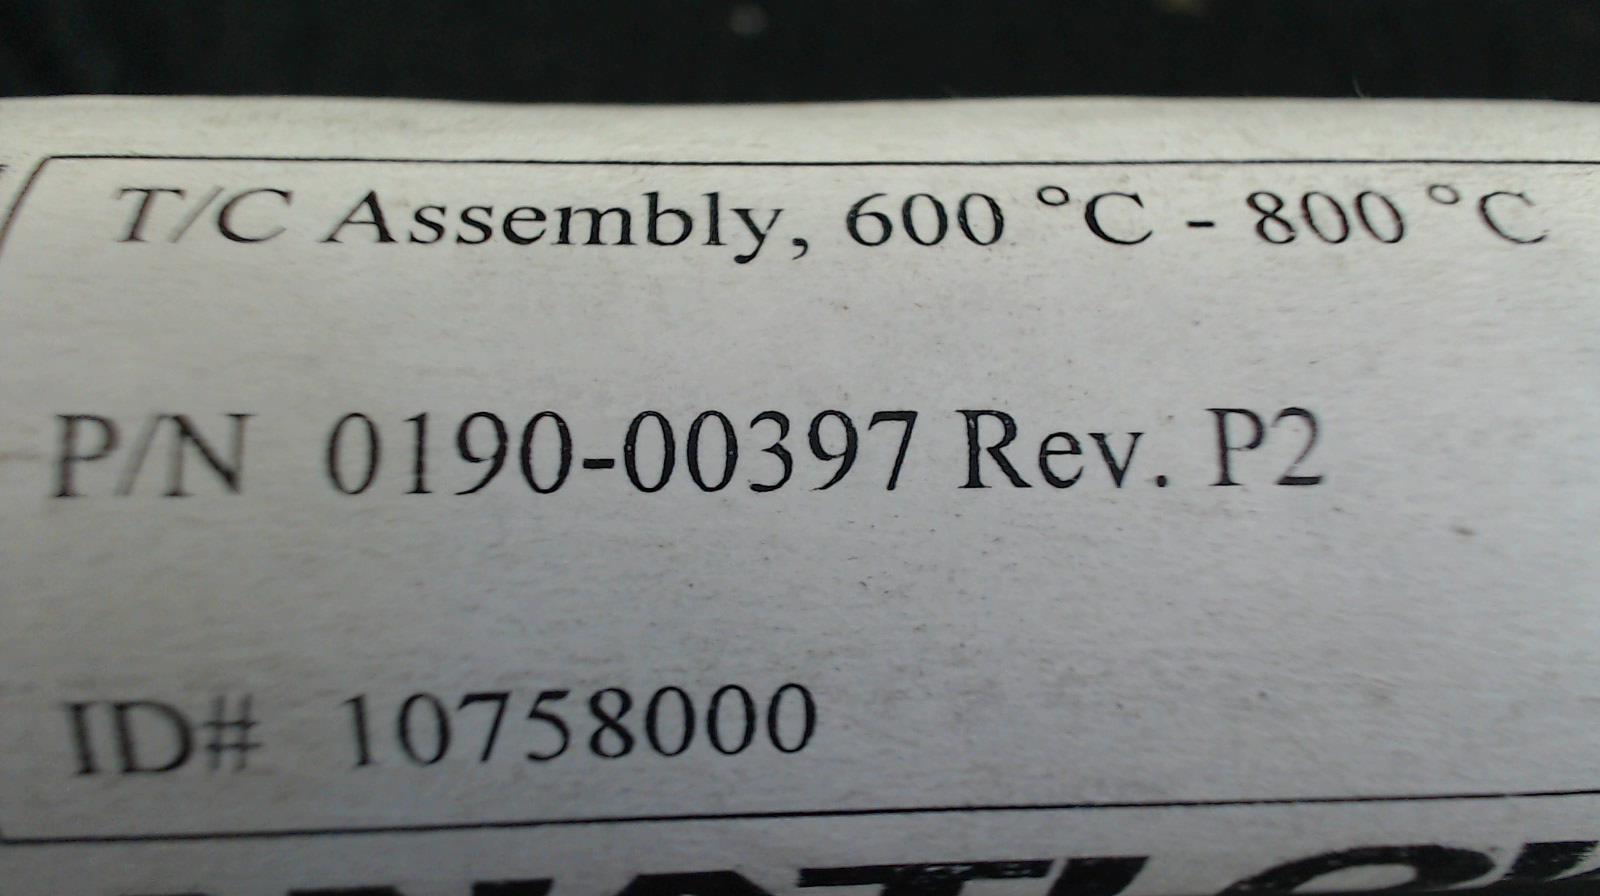 T/C Assembly, 600 °C - 800 °C
P/N 0190-00397 Rev. P2
ID# 10758000